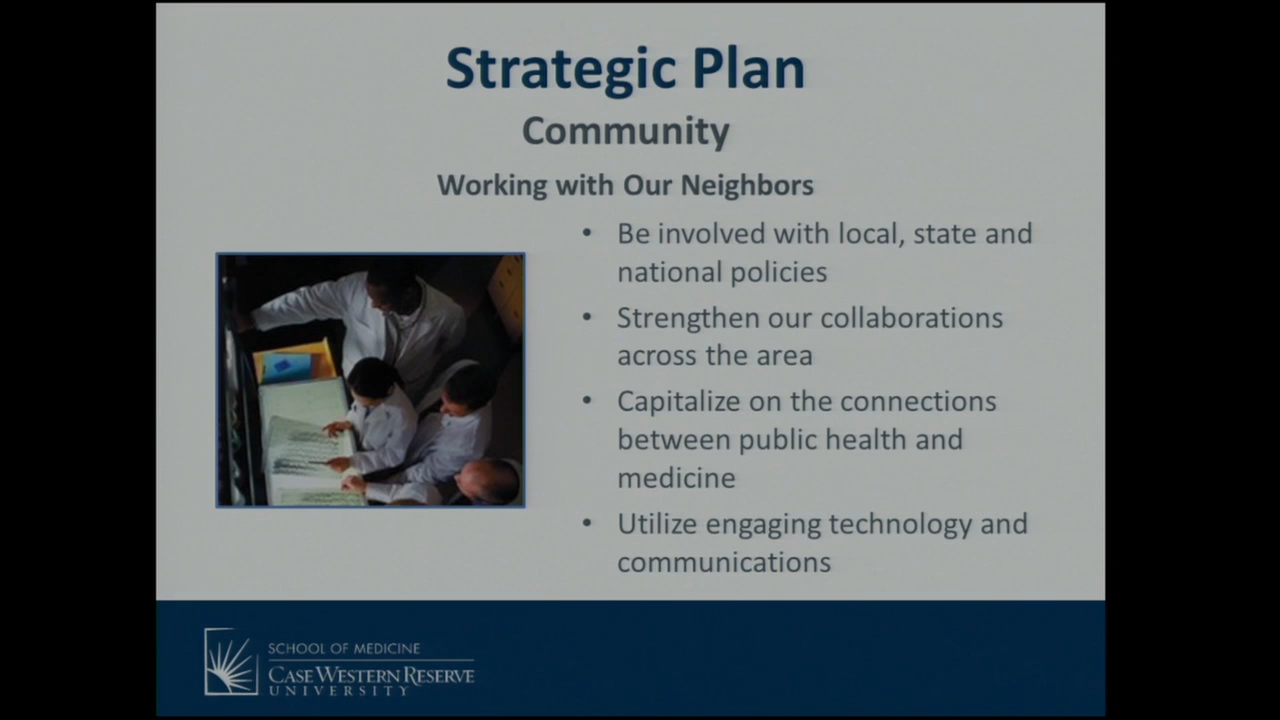 Strategic Plan
Community
Working with Our Neighbors
• Be involved with local, state and
national policies
• Strengthen our collaborations
across the area
• Capitalize on the connections
between public health and
medicine
• Utilize engaging technology and
communications
SCHOOL OF MEDICINE
CASE WESTERN RESERVE
UNIVERSITY